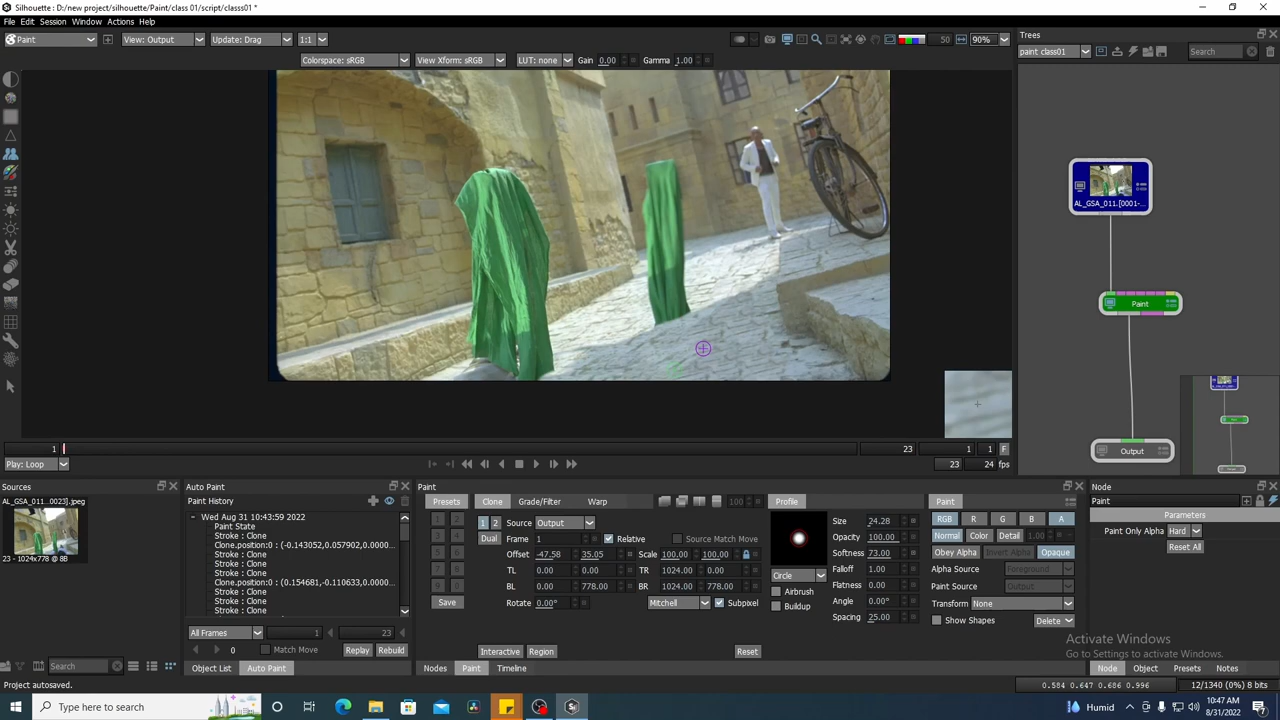 Silhouette : D:/new project/silhouette/Paint/class 01/script/classs01 *
File Edit Session Window Actions Help
Paint View: Output Update: Drag 1:1 50 90%
Colorspace: sRGB View Xform: sRGB LUT: none Gain 0.00 Gamma 1.00
Trees
paint class01 Search
AL_GSA_011.[0001-...
Paint
Output
1 23 1 1 F
Play: Loop 23 24 fps
Sources
AL_GSA_011...0023].jpeg
23 - 1024x778 @ 8B
Search
Project autosaved.
Auto Paint
Paint History
Wed Aug 31 10:43:59 2022
Paint State
Stroke : Clone
Clone.position:0 : (-0.143052,0.057902,0.0000...
Stroke : Clone
Stroke : Clone
Stroke : Clone
Clone.position:0 : (0.154681,-0.110633,0.0000...
Stroke : Clone
Stroke : Clone
Stroke : Clone
All Frames 1 23
0 Match Move Replay Rebuild
Object List Auto Paint
Paint
Presets Clone Grade/Filter Warp 100
1 2
3 4
5 6
7 8
9 0
Save
1 2 Source Output
Dual Frame 1 Relative Source Match Move
Offset -47.58 35.05 Scale 100.00 100.00
TL 0.00 0.00 TR 1024.00 0.00
BL 0.00 778.00 BR 1024.00 778.00
Rotate 0.00° Mitchell Subpixel
Interactive Region Reset
Nodes Paint Timeline
Profile
Circle
Airbrush
Buildup
Size 24.28
Opacity 100.00
Softness 73.00
Falloff 1.00
Flatness 0.00
Angle 0.00°
Spacing 25.00
Paint
RGB R G B A
Normal Color Detail 1.00
Obey Alpha Invert Alpha Opaque
Alpha Source Foreground
Paint Source Output
Transform None
Show Shapes Delete
Node
Paint
Parameters
Paint Only Alpha Hard
Reset All
Activate Windows
Go to Settings to activate Windows.
Node Object Presets Notes
0.584 0.647 0.686 0.996 12/1340 (0%) 8 bits
Type here to search
Humid
10:47 AM
8/31/2022